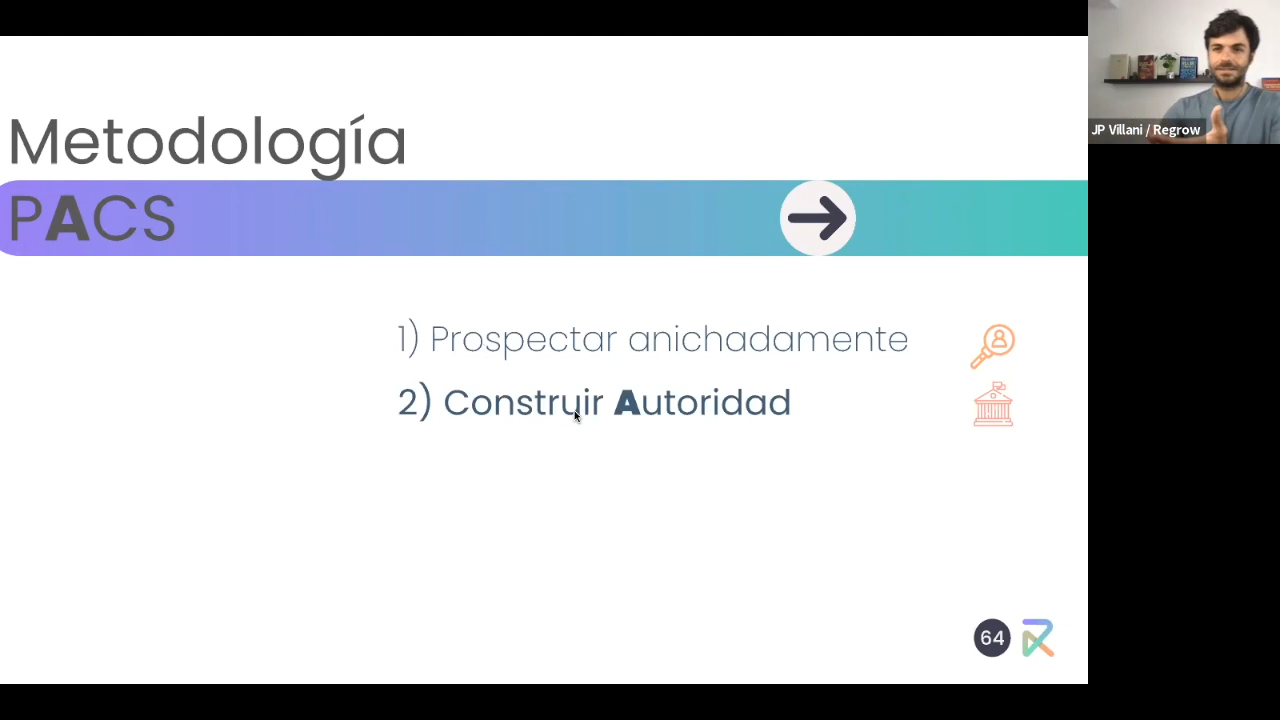 Metodología
PACS
1) Prospectar anichadamente
2) Construir Autoridad
64
JP Villani / Regrow